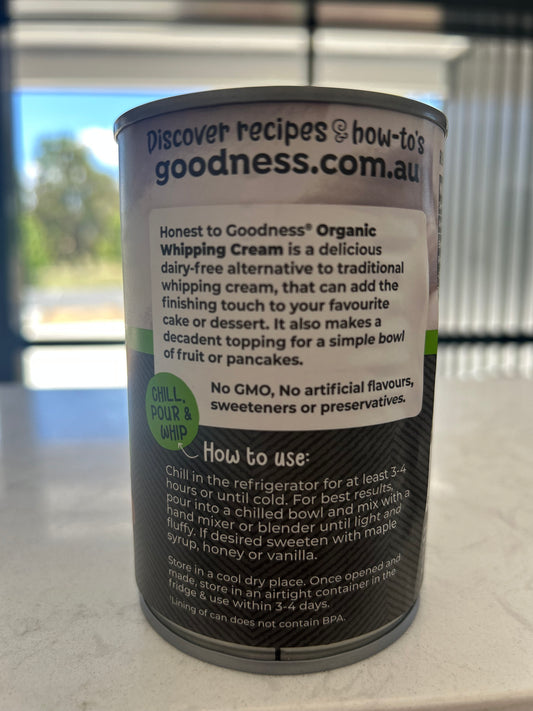 Discover recipes & how-to's
goodness.com.au
Honest to Goodness® Organic
Whipping Cream is a delicious
dairy-free alternative to traditional
whipping cream, that can add the
finishing touch to your favourite
cake or dessert. It also makes a
decadent topping for a simple bowl
of fruit or pancakes.
No GMO, No artificial flavours,
sweeteners or preservatives.
CHILL,
POUR &
WHIP
How to use:
Chill in the refrigerator for at least 3-4
hours or until cold. For best results,
pour into a chilled bowl and mix with a
hand mixer or blender until light and
fluffy. If desired sweeten with maple
syrup, honey or vanilla.
Store in a cool dry place. Once opened and
made, store in an airtight container in the
fridge & use within 3-4 days.
Lining of can does not contain BPA.